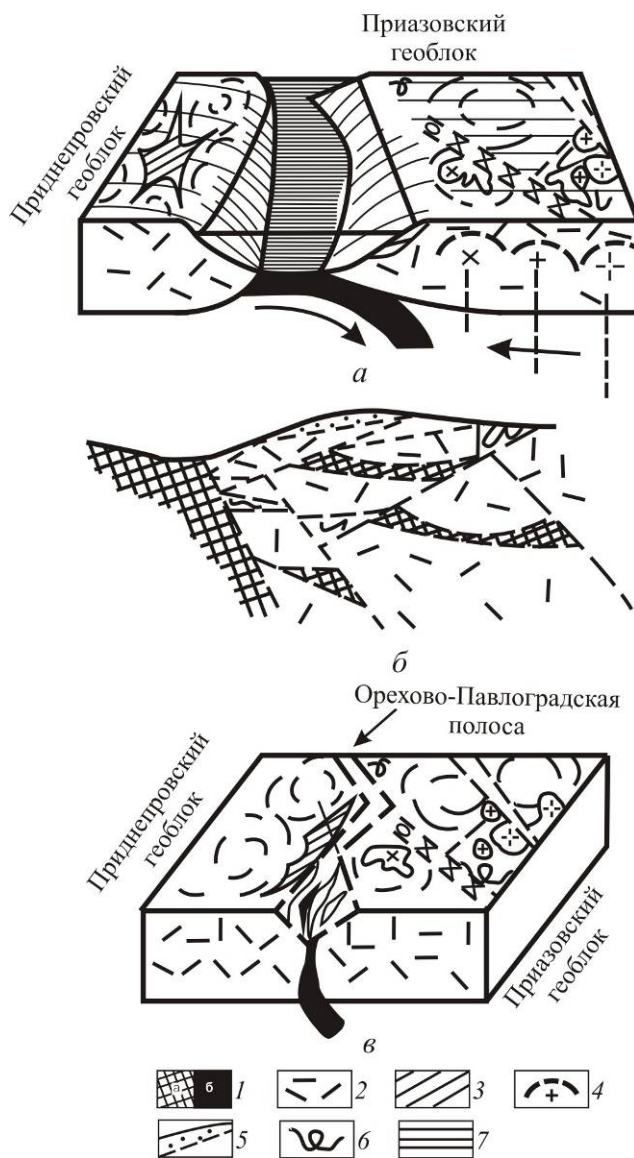 Приазовский
геоблок
Приднепровский
геоблок
а
б
Орехово-Павлоградская
полоса
Приднепровский
геоблок
Приазовский
геоблок
в
а б 1 2 3 4
5 6 7